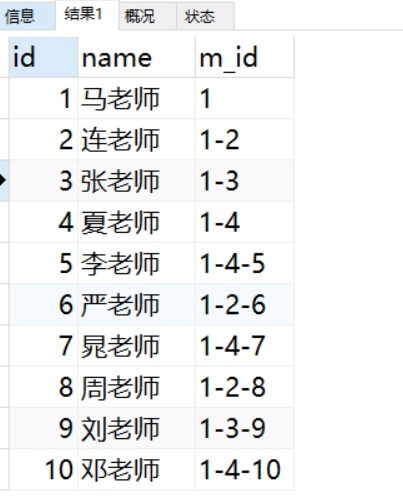 信息 结果1 概况 状态
id name m_id
1 马老师 1
2 连老师 1-2
3 张老师 1-3
4 夏老师 1-4
5 李老师 1-4-5
6 严老师 1-2-6
7 晁老师 1-4-7
8 周老师 1-2-8
9 刘老师 1-3-9
10 邓老师 1-4-10